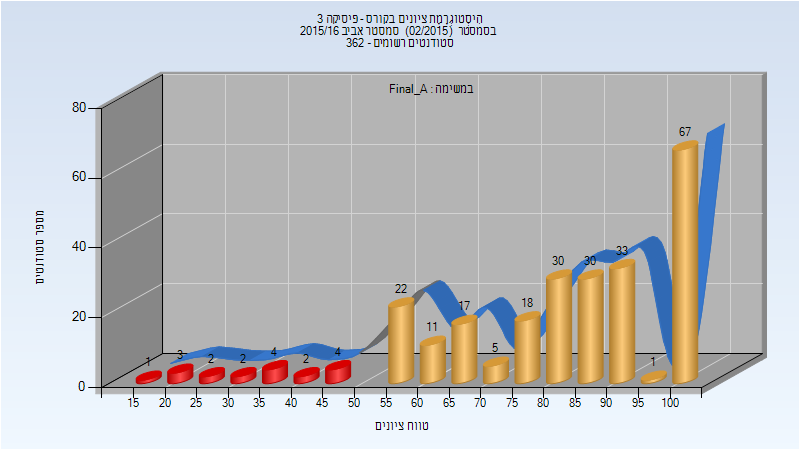 היסטוגרמת ציונים בקורס - פיסיקה 3
בסמסטר (02/2015) סמסטר אביב 2015/16
סטודנטים רשומים - 362
במשימה : Final_A
מספר סטודנטים
80
60
40
20
0
1 3 2 2 4 2 4 22 11 17 5 18 30 30 33 1 67
15 20 25 30 35 40 45 50 55 60 65 70 75 80 85 90 95 100
טווח ציונים